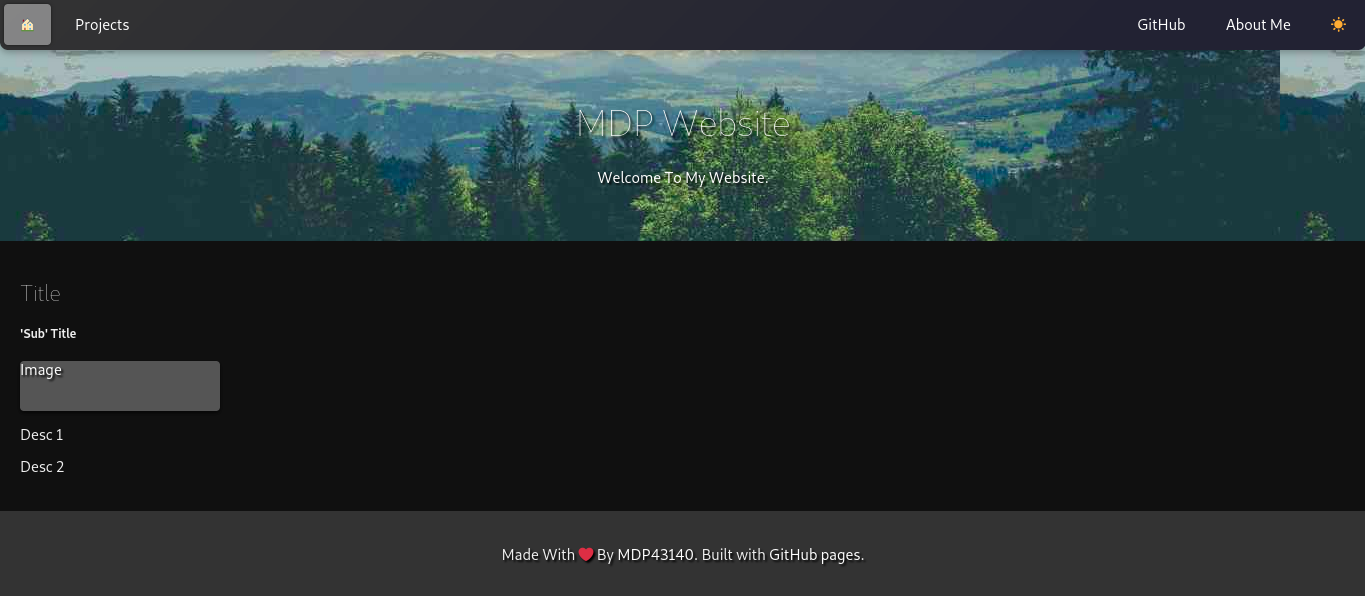 Projects
GitHub
About Me
MDP Website
Welcome To My Website.
Title
'Sub' Title
Image
Desc 1
Desc 2
Made With ❤ By MDP43140. Built with GitHub pages.